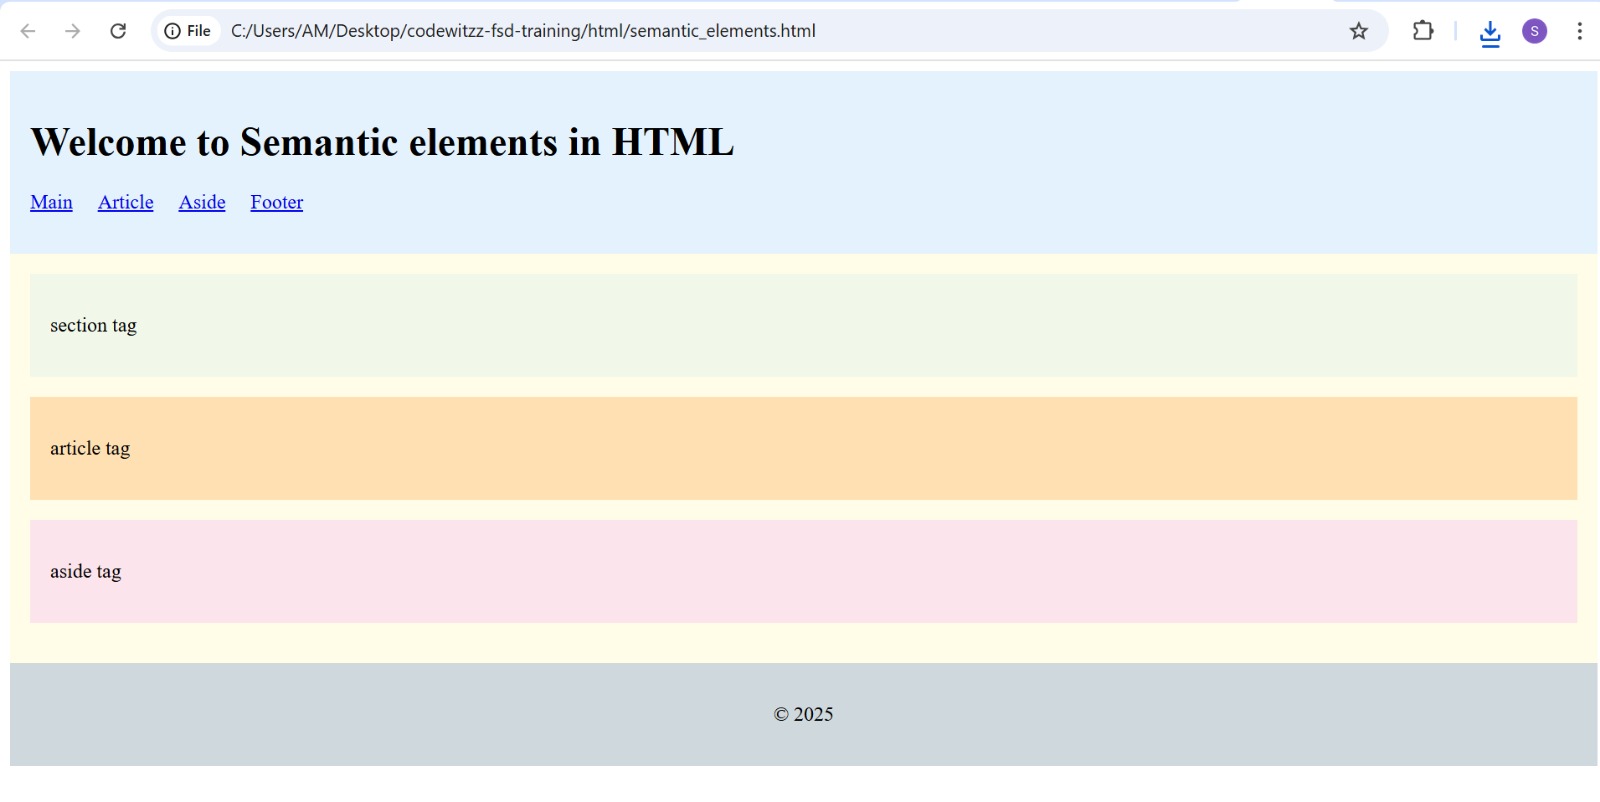 File C:/Users/AM/Desktop/codewitzz-fsd-training/html/semantic_elements.html S
Welcome to Semantic elements in HTML
Main Article Aside Footer
section tag
article tag
aside tag
© 2025